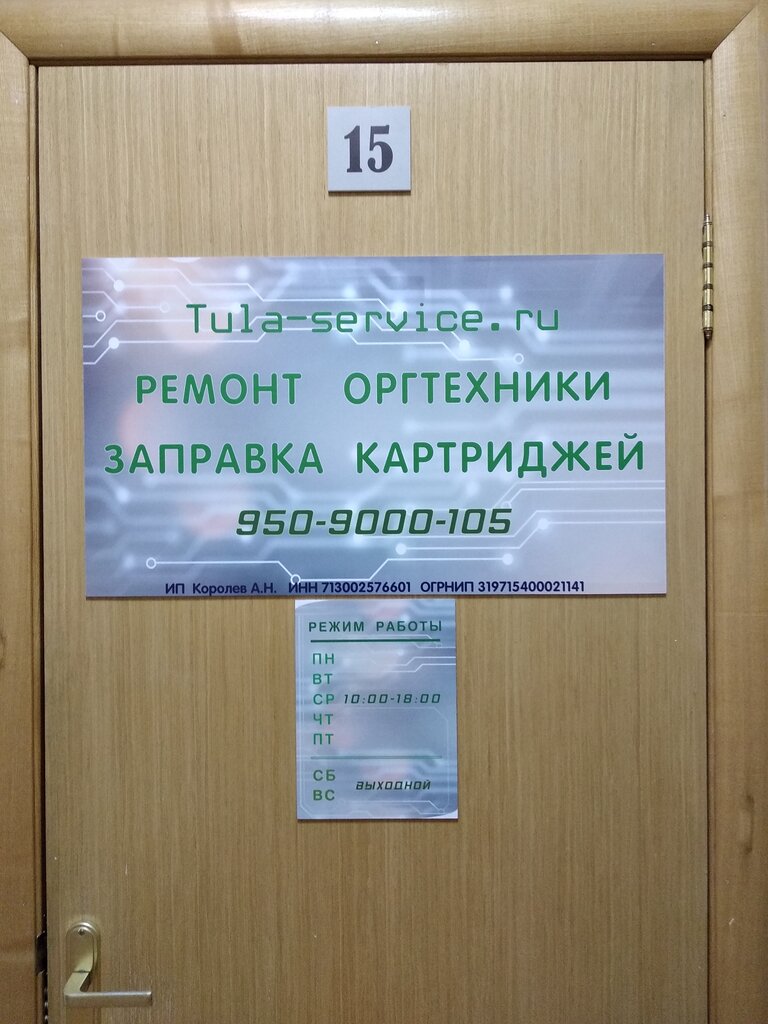 15
Tula-service.ru
РЕМОНТ ОРГТЕХНИКИ
ЗАПРАВКА КАРТРИДЖЕЙ
950-9000-105
ИП Королев А.Н. ИНН 713002576601 ОГРНИП 319715400021141
РЕЖИМ РАБОТЫ
ПН
ВТ
СР 10:00-18:00
ЧТ
ПТ
СБ
ВЫХОДНОЙ
ВС